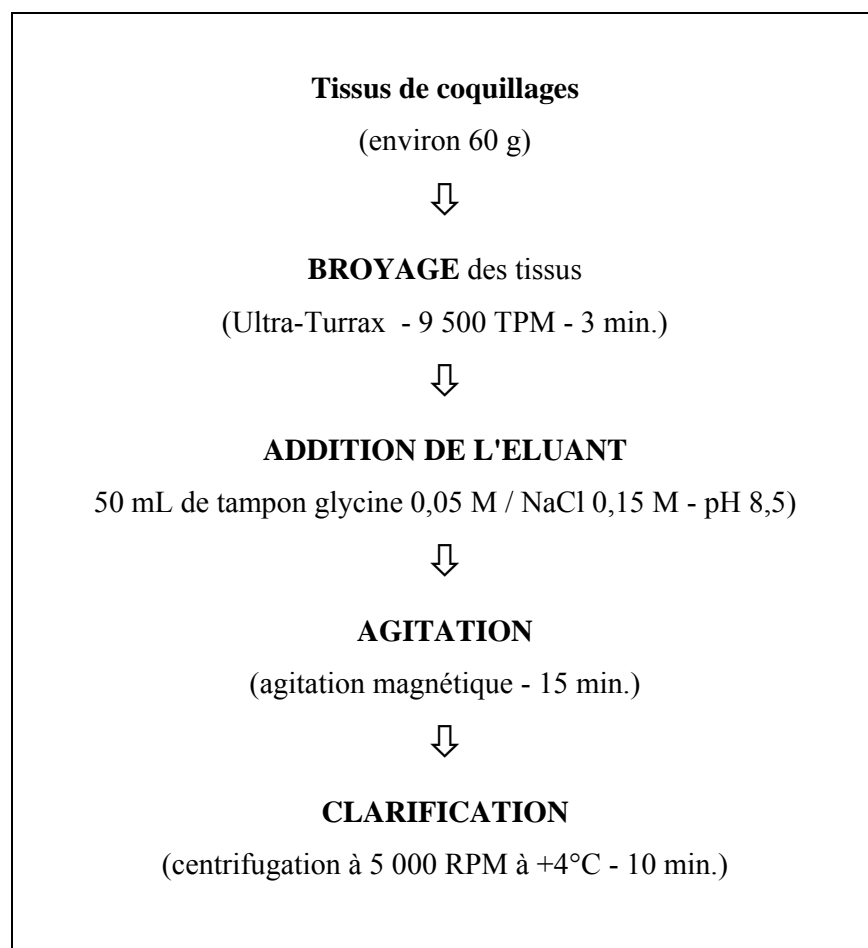 Tissus de coquillages
(environ 60 g)
⇩
BROYAGE des tissus
(Ultra-Turrax - 9 500 TPM - 3 min.)
⇩
ADDITION DE L'ELUANT
50 mL de tampon glycine 0,05 M / NaCl 0,15 M - pH 8,5)
⇩
AGITATION
(agitation magnétique - 15 min.)
⇩
CLARIFICATION
(centrifugation à 5 000 RPM à +4°C - 10 min.)